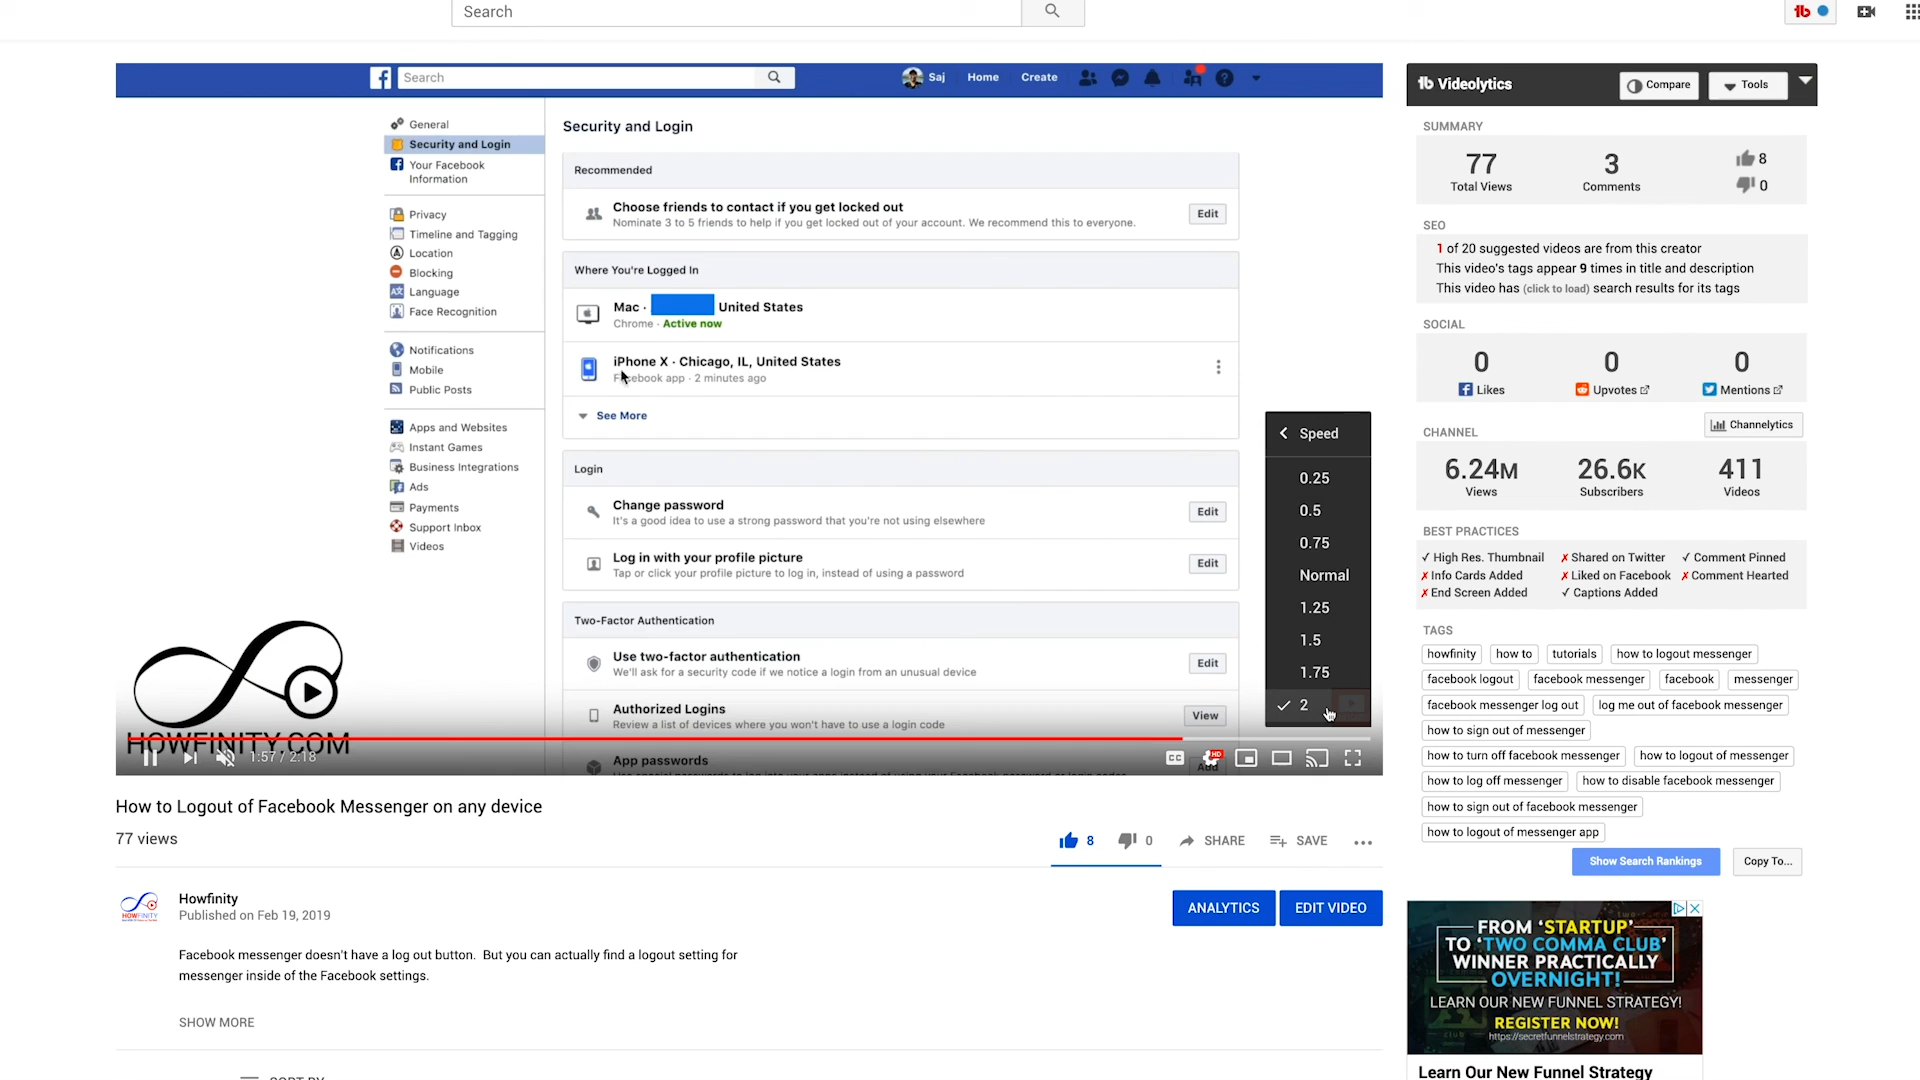 Search
Search
Saj
Home
Create
General
Security and Login
Your Facebook
Information
Privacy
Timeline and Tagging
Location
Blocking
Language
Face Recognition
Notifications
Mobile
Public Posts
Apps and Websites
Instant Games
Business Integrations
Ads
Payments
Support Inbox
Videos
Security and Login
Recommended
Choose friends to contact if you get locked out
Nominate 3 to 5 friends to help if you get locked out of your account. We recommend this to everyone.
Edit
Where You're Logged In
Mac · United States
Chrome · Active now
iPhone X · Chicago, IL, United States
Facebook app · 2 minutes ago
See More
Login
Change password
It's a good idea to use a strong password that you're not using elsewhere
Edit
Log in with your profile picture
Tap or click your profile picture to log in, instead of using a password
Edit
Two-Factor Authentication
Use two-factor authentication
We'll ask for a security code if we notice a login from an unusual device
Edit
Authorized Logins
Review a list of devices where you won't have to use a login code
View
App passwords
Add
Speed
0.25
0.5
0.75
Normal
1.25
1.5
1.75
2
HOWFINITY.COM
1:57 / 2:18
CC
HD
How to Logout of Facebook Messenger on any device
77 views
8
0
SHARE
SAVE
Howfinity
Published on Feb 19, 2019
ANALYTICS
EDIT VIDEO
Facebook messenger doesn't have a log out button. But you can actually find a logout setting for
messenger inside of the Facebook settings.
SHOW MORE
SORT BY
tb
tb Videolytics
Compare
Tools
SUMMARY
77
Total Views
3
Comments
8
0
SEO
1 of 20 suggested videos are from this creator
This video's tags appear 9 times in title and description
This video has (click to load) search results for its tags
SOCIAL
0
Likes
0
Upvotes
0
Mentions
CHANNEL
Channelytics
6.24M
Views
26.6K
Subscribers
411
Videos
BEST PRACTICES
✓ High Res. Thumbnail ✗ Shared on Twitter ✓ Comment Pinned
✗ Info Cards Added ✗ Liked on Facebook ✗ Comment Hearted
✗ End Screen Added ✓ Captions Added
TAGS
howfinity how to tutorials how to logout messenger
facebook logout facebook messenger facebook messenger
facebook messenger log out log me out of facebook messenger
how to sign out of messenger
how to turn off facebook messenger how to logout of messenger
how to log off messenger how to disable facebook messenger
how to sign out of facebook messenger
how to logout of messenger app
Show Search Rankings
Copy To...
FROM 'STARTUP'
TO 'TWO COMMA CLUB'
WINNER PRACTICALLY
OVERNIGHT!
LEARN OUR NEW FUNNEL STRATEGY!
REGISTER NOW!
https://secretfunnelstrategy.com
Learn Our New Funnel Strategy